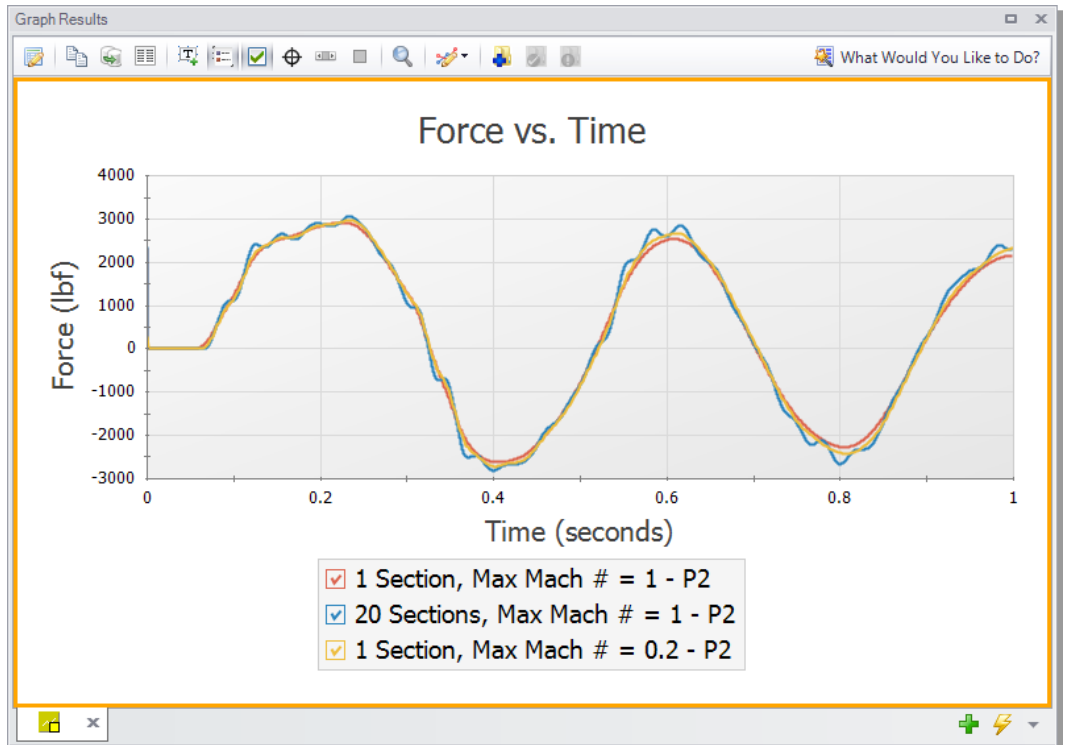 Graph Results
What Would You Like to Do?
Force vs. Time
4000
3000
2000
1000
0
-1000
-2000
-3000
Force (lbf)
0 0.2 0.4 0.6 0.8 1
Time (seconds)
1 Section, Max Mach # = 1 - P2
20 Sections, Max Mach # = 1 - P2
1 Section, Max Mach # = 0.2 - P2